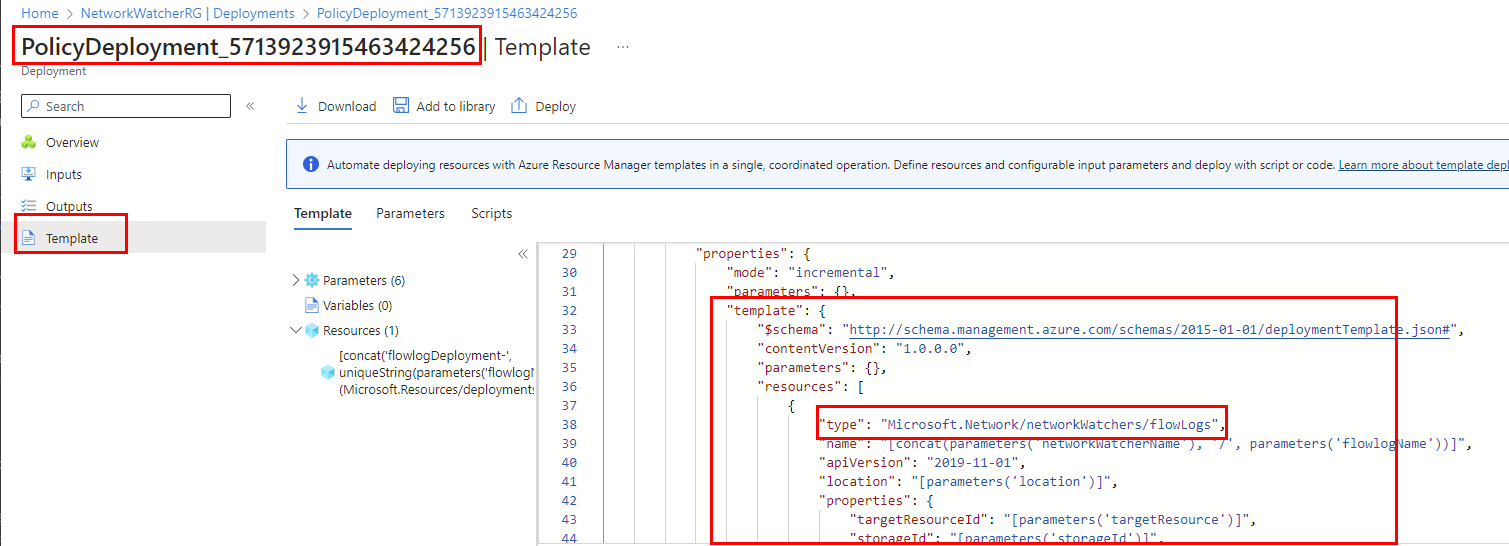 Home > NetworkWatcherRG | Deployments > PolicyDeployment_5713923915463424256
PolicyDeployment_5713923915463424256 | Template ...
Deployment
Search «
Overview
Inputs
Outputs
Template
Download Add to library Deploy
Automate deploying resources with Azure Resource Manager templates in a single, coordinated operation. Define resources and configurable input parameters and deploy with script or code. Learn more about template depl
Template Parameters Scripts
«
Parameters (6)
Variables (0)
Resources (1)
[concat('flowlogDeployment-',
uniqueString(parameters('flowlogN
(Microsoft.Resources/deployments
29 "properties": {
30 "mode": "incremental",
31 "parameters": {},
32 "template": {
33 "$schema": "http://schema.management.azure.com/schemas/2015-01-01/deploymentTemplate.json#",
34 "contentVersion": "1.0.0.0",
35 "parameters": {},
36 "resources": [
37 {
38 "type": "Microsoft.Network/networkWatchers/flowLogs",
39 "name": "[concat(parameters('networkWatcherName'), '/', parameters('flowlogName'))]",
40 "apiVersion": "2019-11-01",
41 "location": "[parameters('location')]",
42 "properties": {
43 "targetResourceId": "[parameters('targetResource')]",
44 "storageId": "[parameters('storageId')]",